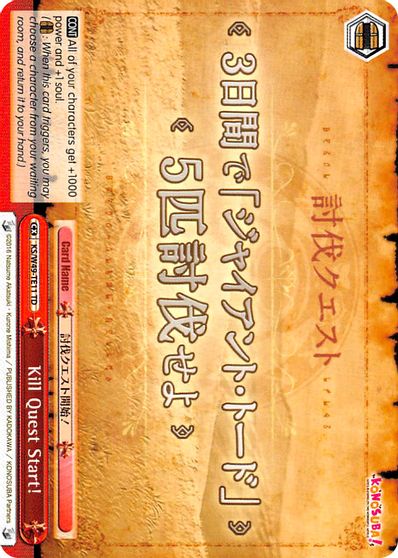 討伐クエスト
3日間で「ジャイアント・トード」
≪ 5匹討伐せよ ≫
KONOSUBA!
[CONT] All of your characters get +1000
power and +1 soul.
( : When this card triggers, you may
choose a character from your waiting
room, and return it to your hand.)
CX KS/W49-TE11 TD
Card Name
討伐クエスト開始！
Kill Quest Start!
©2016 Natsume Akatsuki・Kurone Mishima / PUBLISHED BY KADOKAWA / KONOSUBA Partners